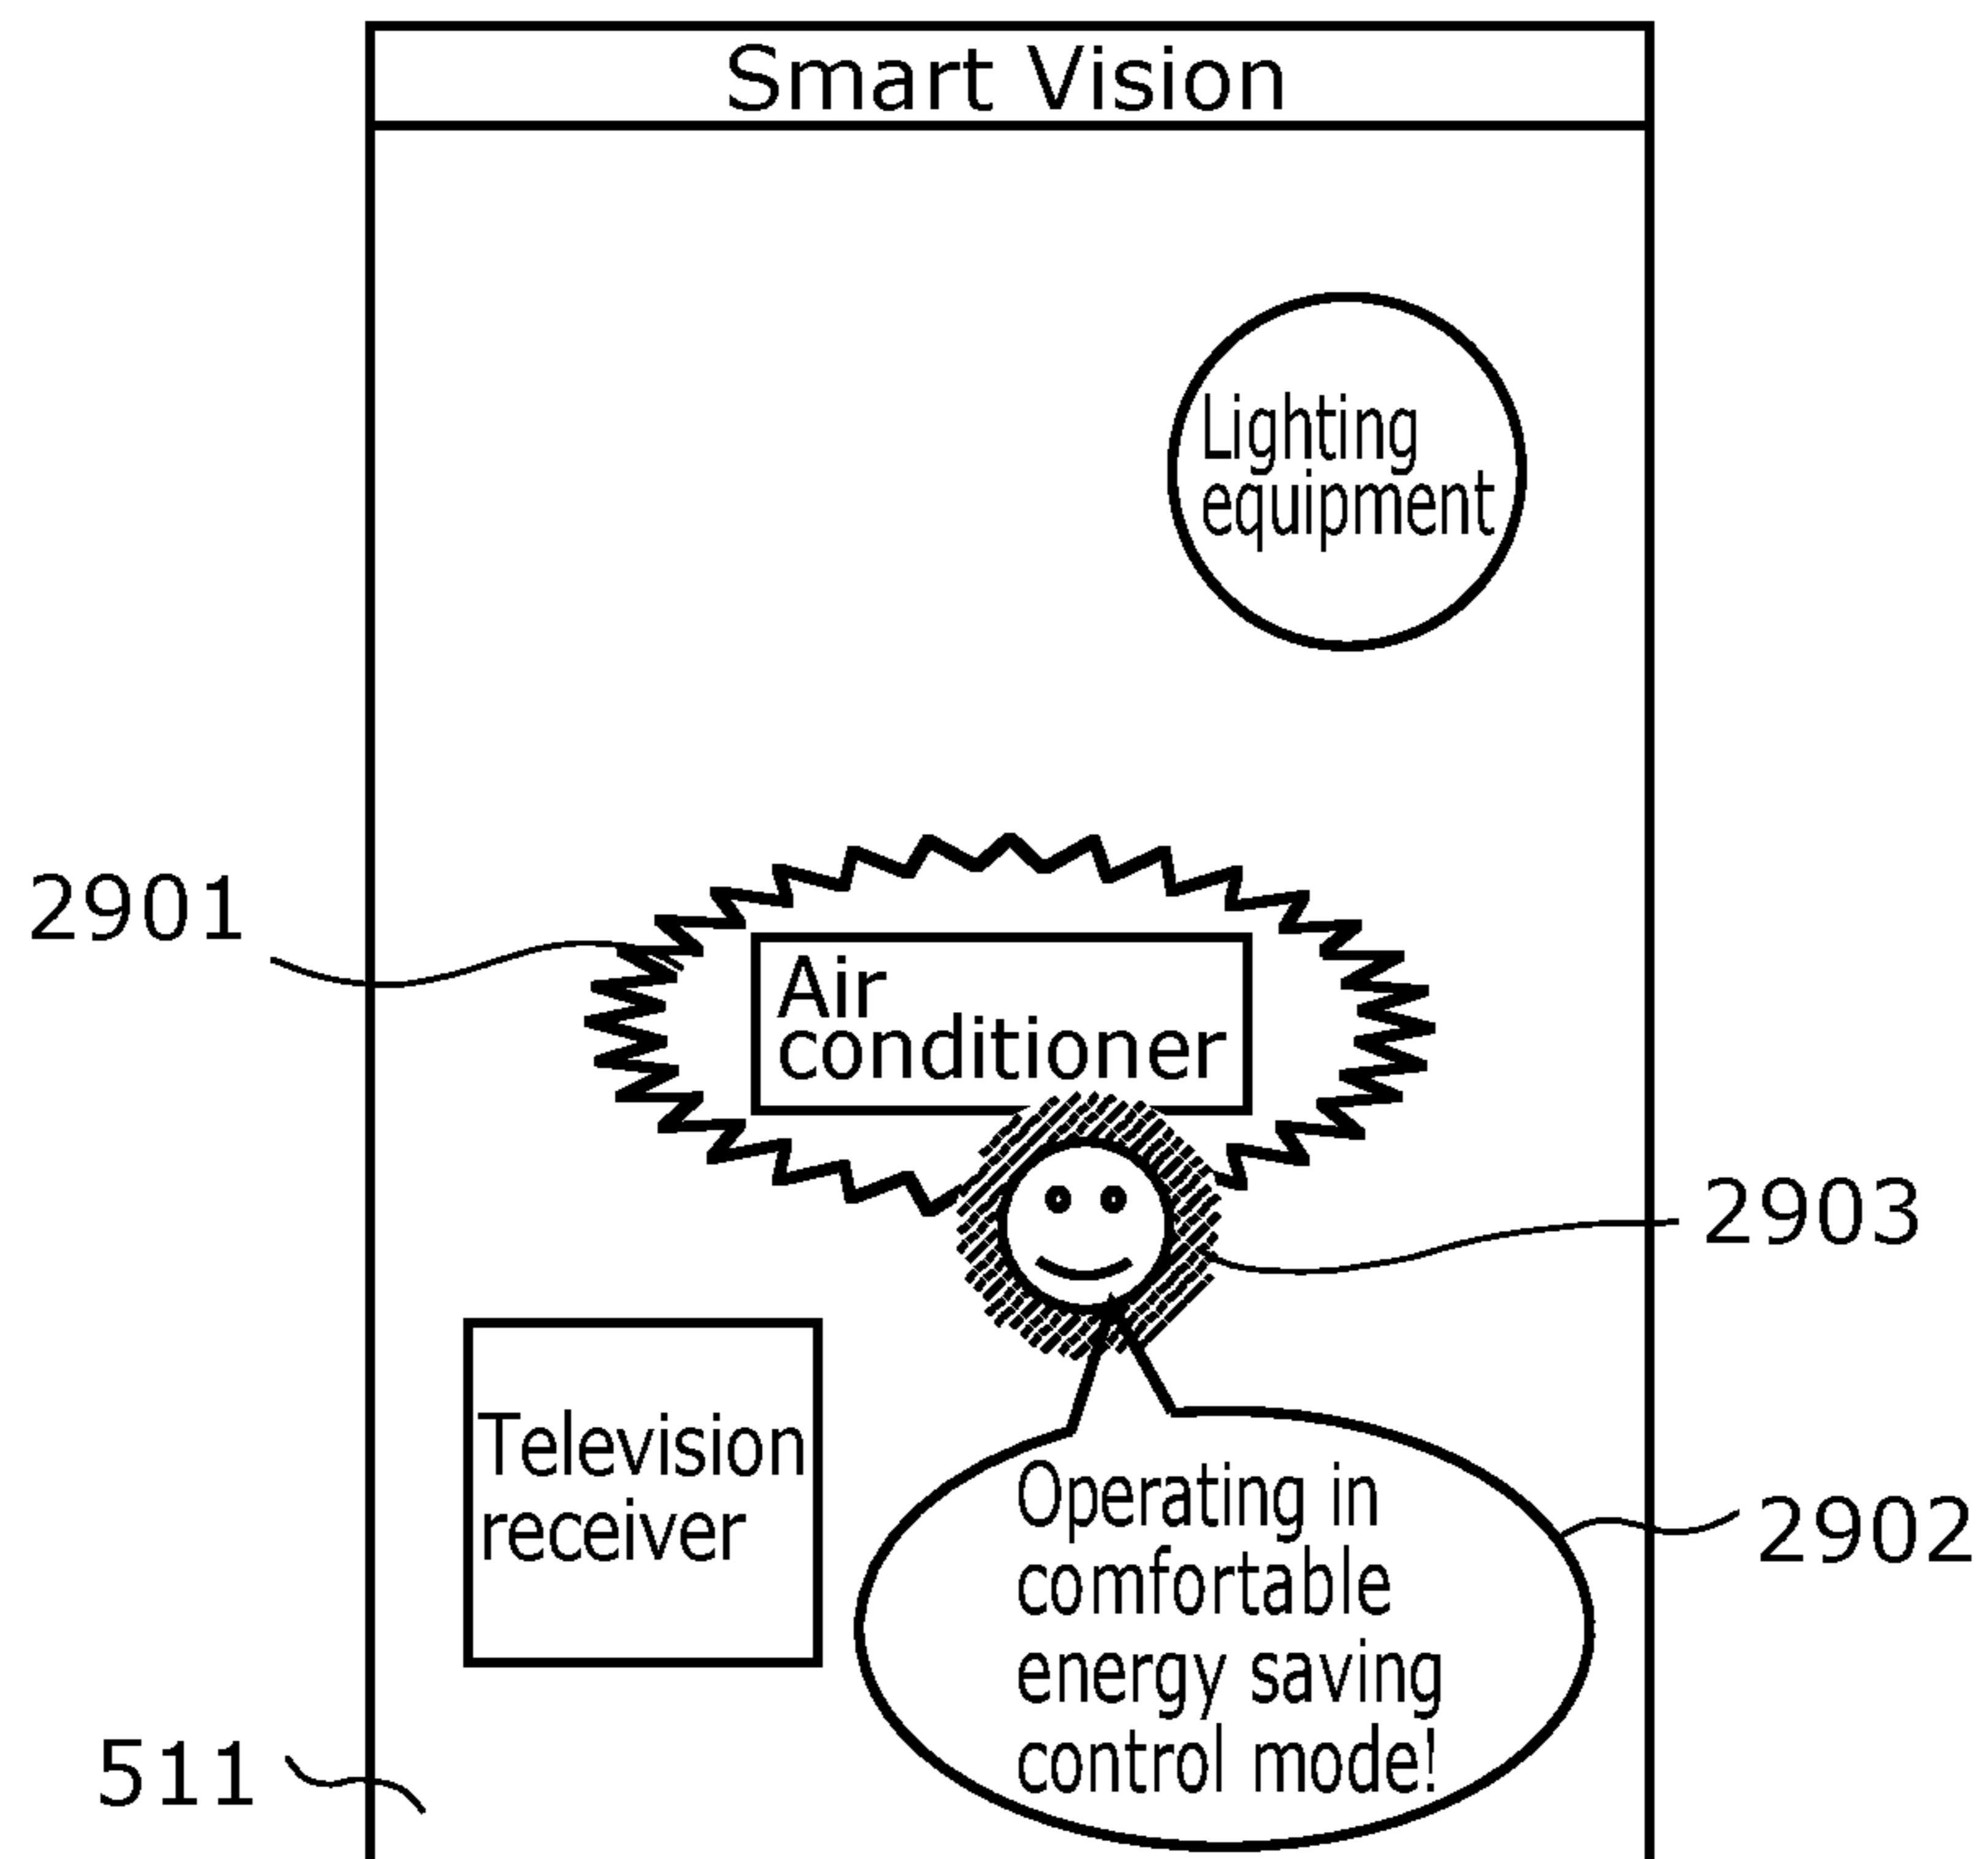 Smart Vision
Lighting
equipment
2901
Air
conditioner
2903
Television
receiver
Operating in
comfortable
energy saving
control mode!
2902
511